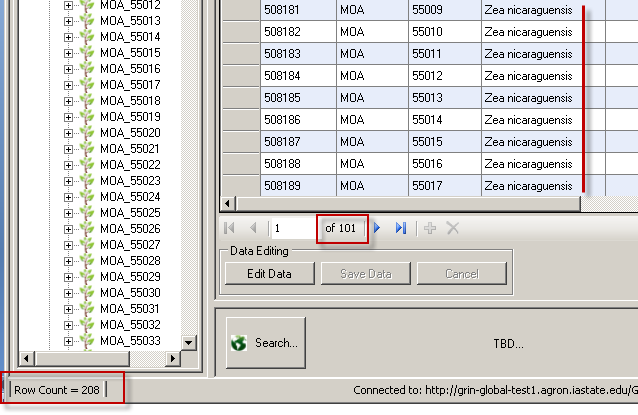 MOA_55012
MOA_55013
MOA_55014
MOA_55015
MOA_55016
MOA_55017
MOA_55018
MOA_55019
MOA_55020
MOA_55021
MOA_55022
MOA_55023
MOA_55024
MOA_55025
MOA_55026
MOA_55027
MOA_55028
MOA_55029
MOA_55030
MOA_55031
MOA_55032
MOA_55033
508181 MOA 55009 Zea nicaraguensis
508182 MOA 55010 Zea nicaraguensis
508183 MOA 55011 Zea nicaraguensis
508184 MOA 55012 Zea nicaraguensis
508185 MOA 55013 Zea nicaraguensis
508186 MOA 55014 Zea nicaraguensis
508187 MOA 55015 Zea nicaraguensis
508188 MOA 55016 Zea nicaraguensis
508189 MOA 55017 Zea nicaraguensis
1 of 101
Data Editing
Edit Data Save Data Cancel
Search... TBD...
Row Count = 208 Connected to: http://grin-global-test1.agron.iastate.edu/G